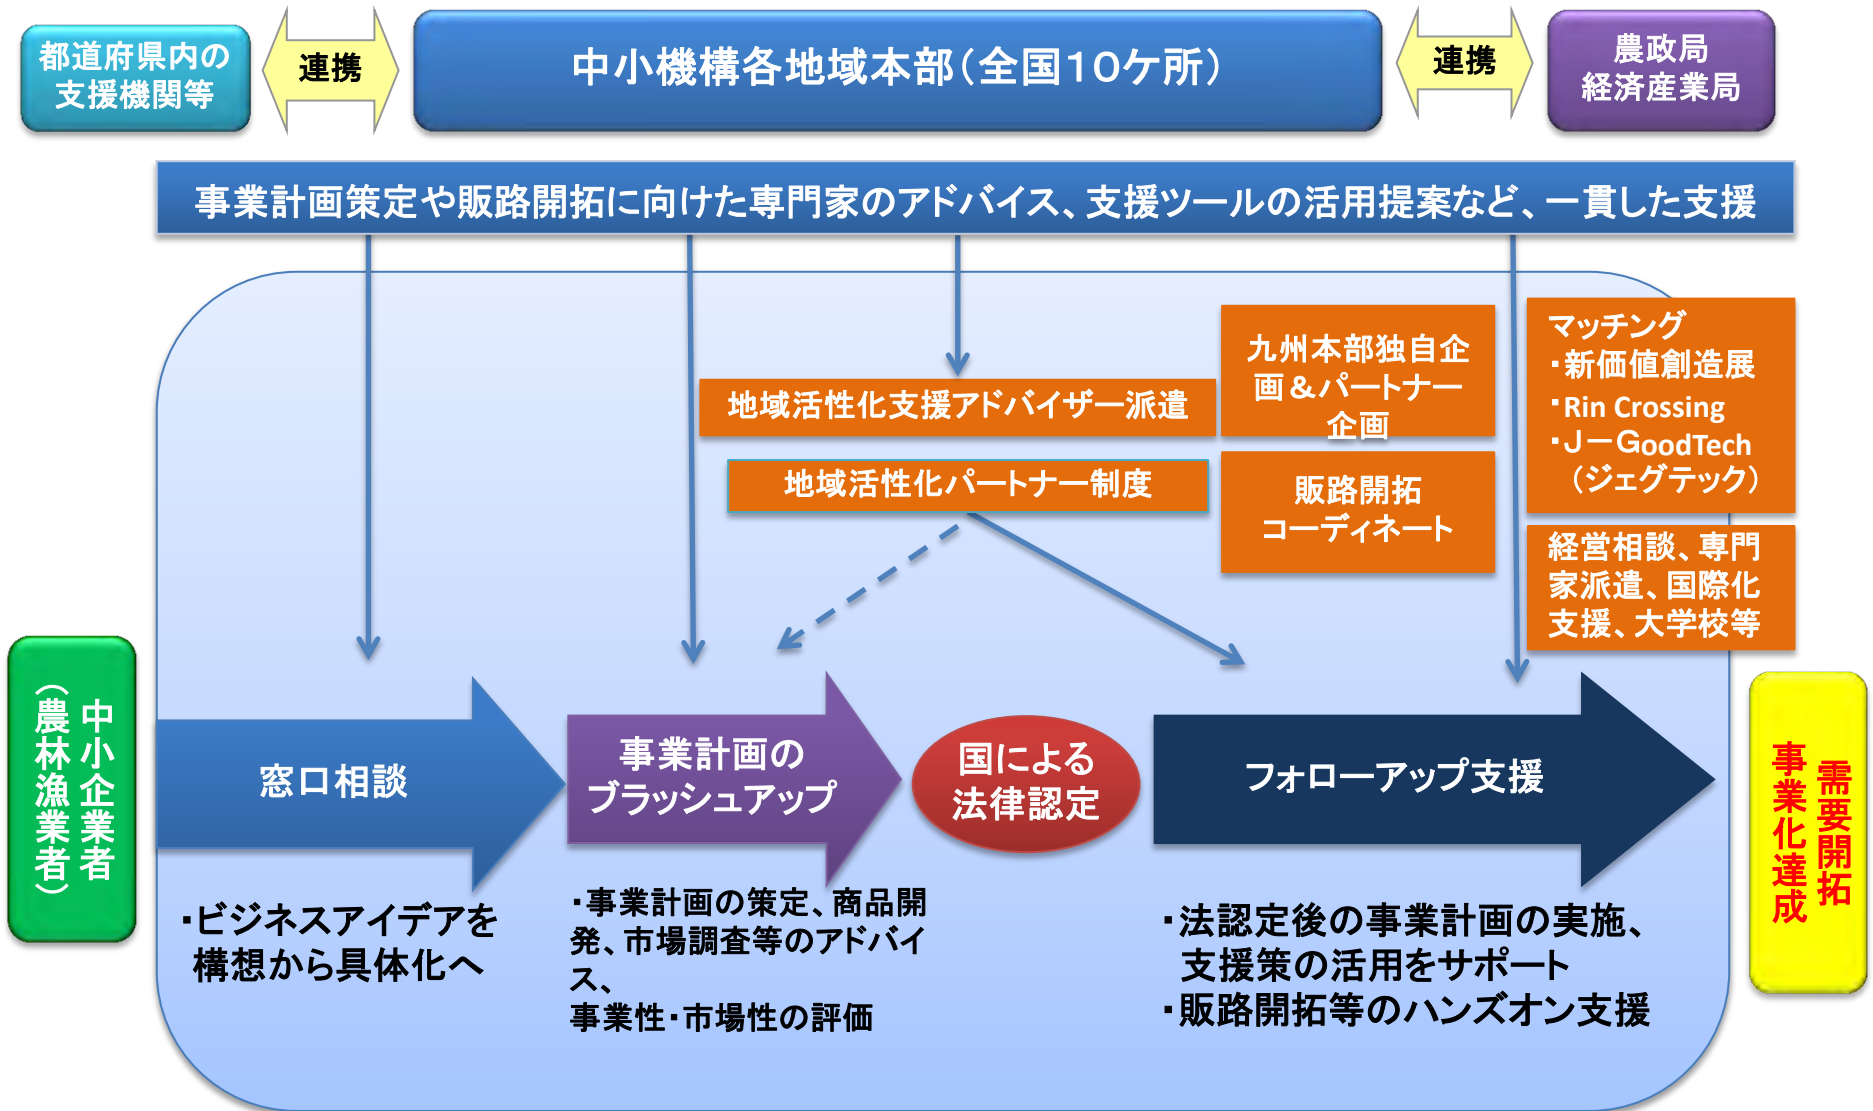 都道府県内の
支援機関等
連携
中小機構各地域本部（全国１０ケ所）
連携
農政局
経済産業局
事業計画策定や販路開拓に向けた専門家のアドバイス、支援ツールの活用提案など、一貫した支援
地域活性化支援アドバイザー派遣
九州本部独自企
画＆パートナー
企画
マッチング
・新価値創造展
・Rin Crossing
・Ｊ－ＧoodTech
（ジェグテック）
地域活性化パートナー制度
販路開拓
コーディネート
経営相談、専門
家派遣、国際化
支援、大学校等
中小企業者
（農林漁業者）
窓口相談
事業計画の
ブラッシュアップ
国による
法律認定
フォローアップ支援
需要開拓
事業化達成
・ビジネスアイデアを
構想から具体化へ
・事業計画の策定、商品開
発、市場調査等のアドバイ
ス、
事業性・市場性の評価
・法認定後の事業計画の実施、
支援策の活用をサポート
・販路開拓等のハンズオン支援